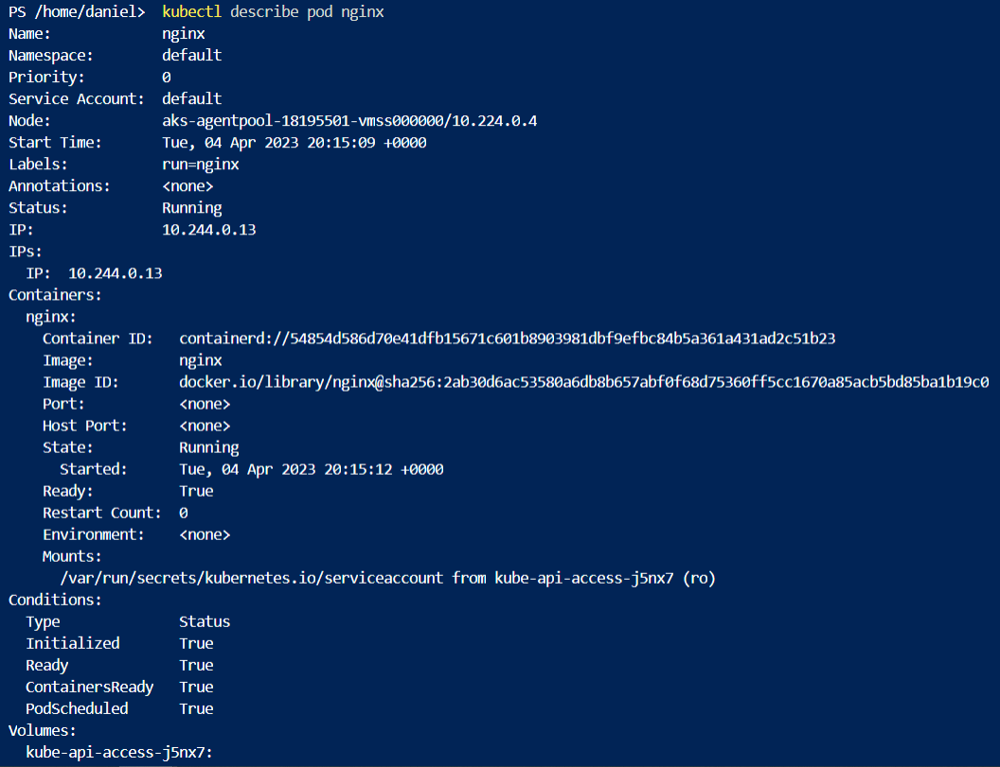 PS /home/daniel> kubectl describe pod nginx
Name:             nginx
Namespace:        default
Priority:         0
Service Account:  default
Node:             aks-agentpool-18195501-vmss000000/10.224.0.4
Start Time:       Tue, 04 Apr 2023 20:15:09 +0000
Labels:           run=nginx
Annotations:      <none>
Status:           Running
IP:               10.244.0.13
IPs:
  IP:  10.244.0.13
Containers:
  nginx:
    Container ID:   containerd://54854d586d70e41dfb15671c601b8903981dbf9efbc84b5a361a431ad2c51b23
    Image:          nginx
    Image ID:       docker.io/library/nginx@sha256:2ab30d6ac53580a6db8b657abf0f68d75360ff5cc1670a85acb5bd85ba1b19c0
    Port:           <none>
    Host Port:      <none>
    State:          Running
      Started:      Tue, 04 Apr 2023 20:15:12 +0000
    Ready:          True
    Restart Count:  0
    Environment:    <none>
    Mounts:
      /var/run/secrets/kubernetes.io/serviceaccount from kube-api-access-j5nx7 (ro)
Conditions:
  Type              Status
  Initialized       True
  Ready             True
  ContainersReady   True
  PodScheduled      True
Volumes:
  kube-api-access-j5nx7: